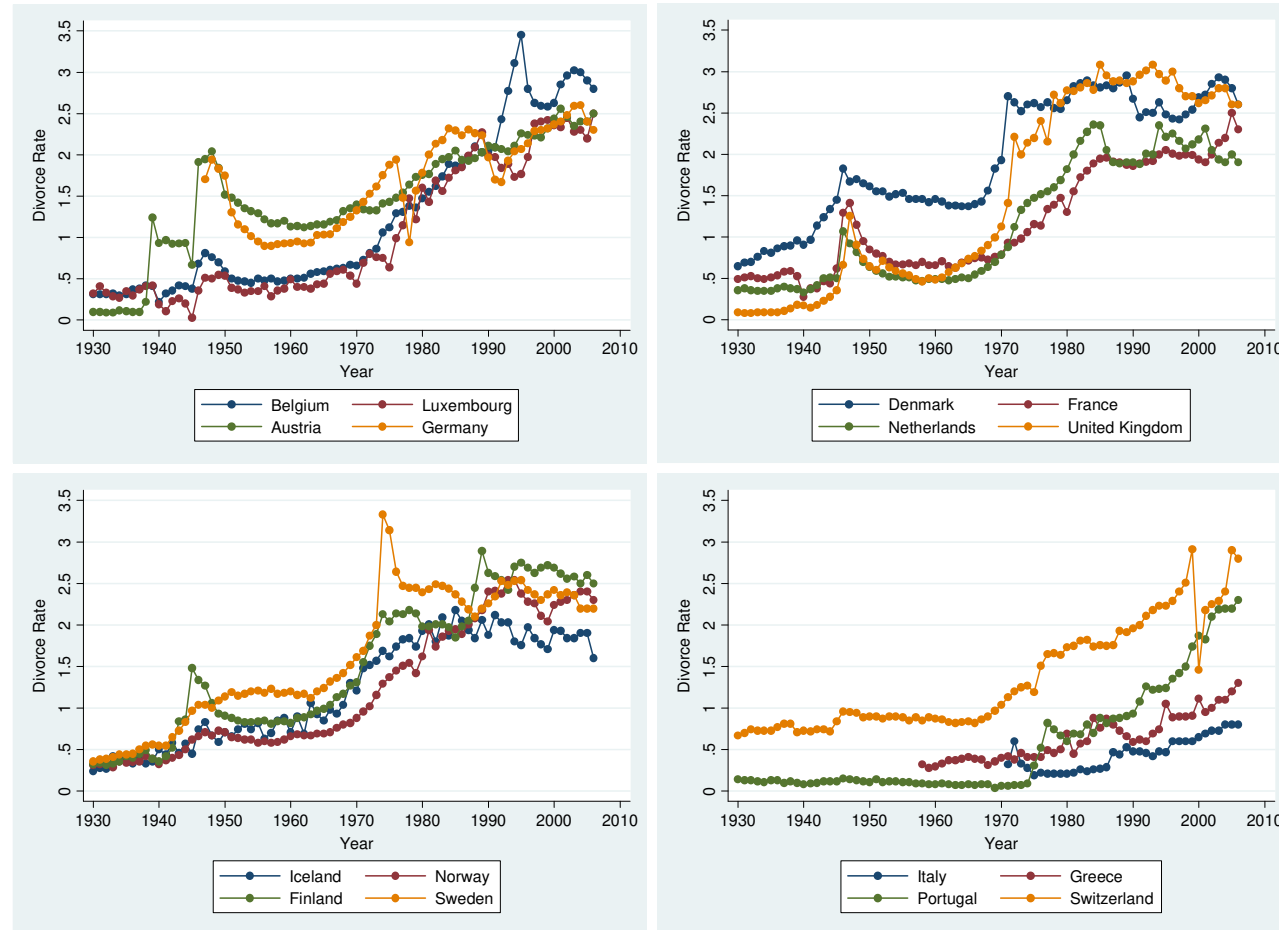 Divorce Rate
3.5
3
2.5
2
1.5
1
.5
0
1930 1940 1950 1960 1970 1980 1990 2000 2010
Year
Belgium Luxembourg
Austria Germany
Divorce Rate
3.5
3
2.5
2
1.5
1
.5
0
1930 1940 1950 1960 1970 1980 1990 2000 2010
Year
Denmark France
Netherlands United Kingdom
Divorce Rate
3.5
3
2.5
2
1.5
1
.5
0
1930 1940 1950 1960 1970 1980 1990 2000 2010
Year
Iceland Norway
Finland Sweden
Divorce Rate
3.5
3
2.5
2
1.5
1
.5
0
1930 1940 1950 1960 1970 1980 1990 2000 2010
Year
Italy Greece
Portugal Switzerland